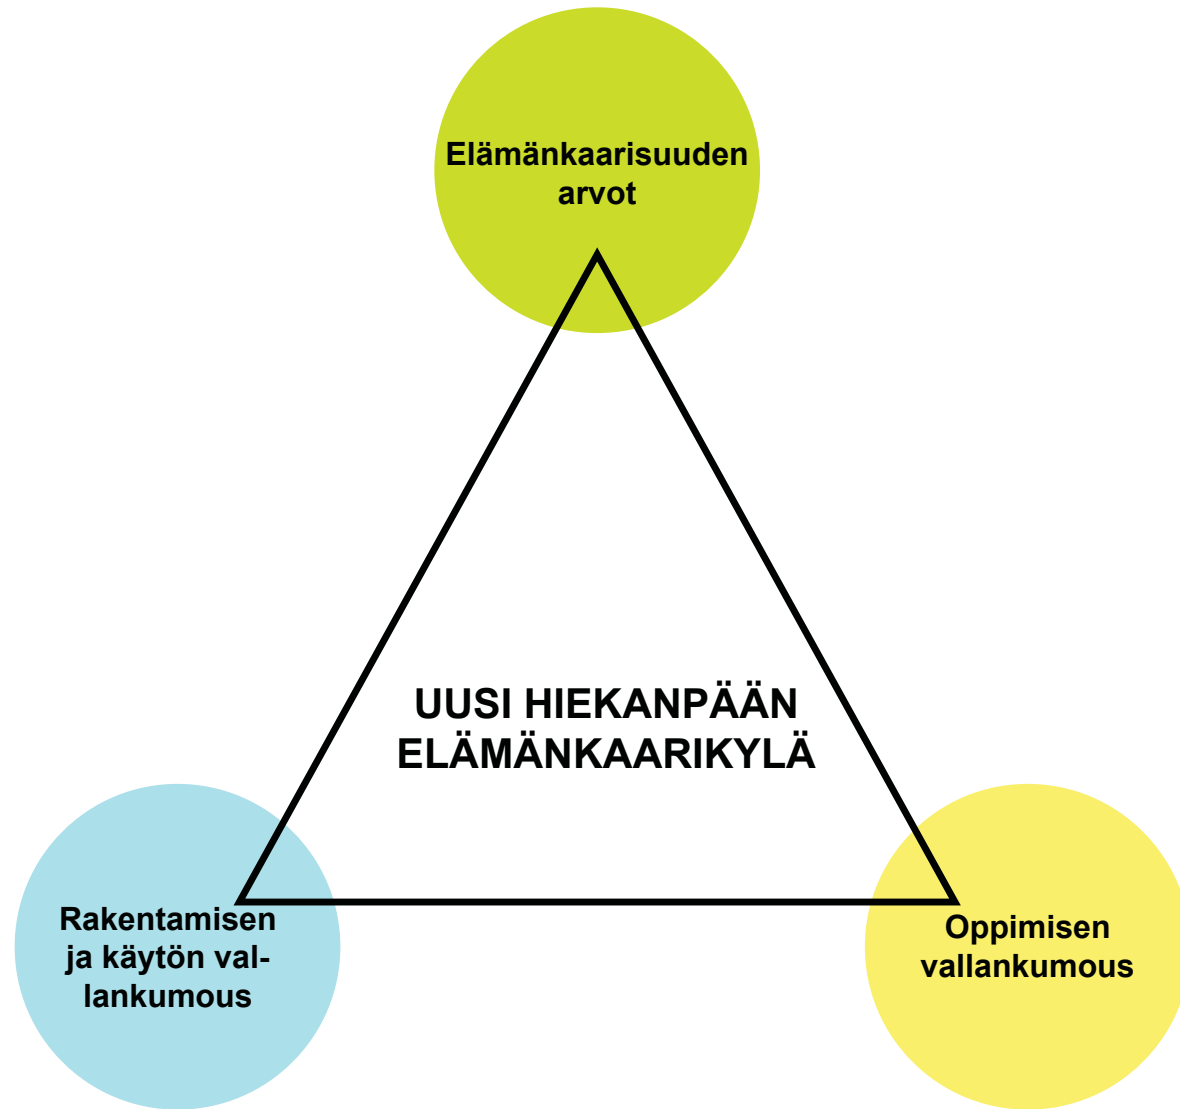 Elämänkaarisuuden
arvot
UUSI HIEKANPÄÄN
ELÄMÄNKAARIKYLÄ
Rakentamisen
ja käytön val-
lankumous
Oppimisen
vallankumous